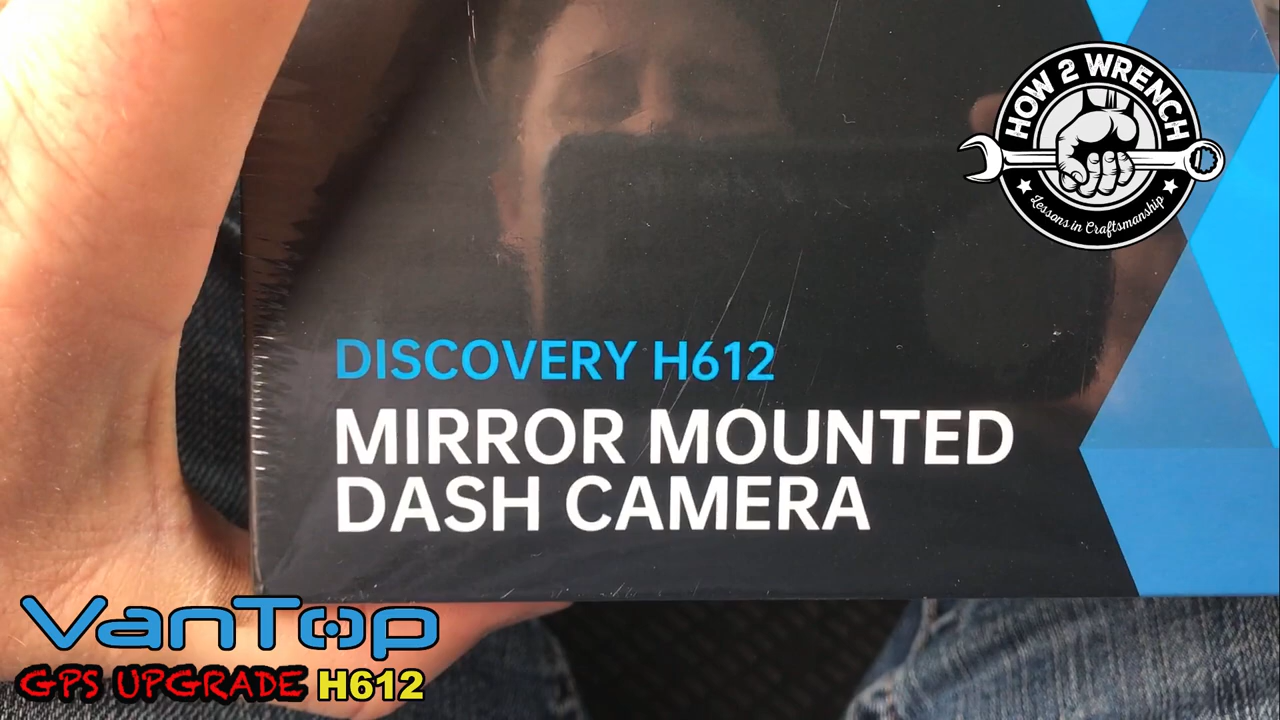 HOW 2 WRENCH
Lessons in Craftsmanship
DISCOVERY H612
MIRROR MOUNTED
DASH CAMERA
VanTop
GPS UPGRADE H612